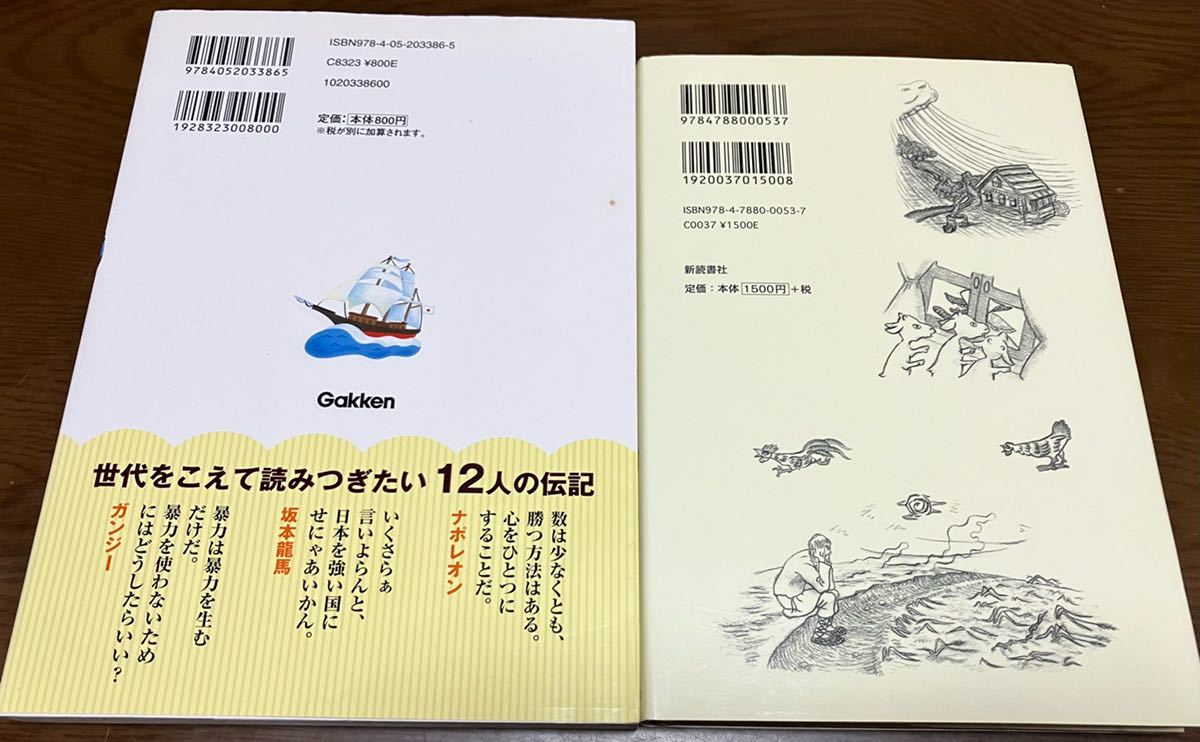 ISBN978-4-05-203386-5
C8323 ¥800E
1020338600
9784052033865
1928323008000
定価：本体800円
※税が別に加算されます。
Gakken
世代をこえて読みつぎたい 12人の伝記
数は少なくとも、
勝つ方法はある。
心をひとつに
することだ。
ナポレオン
いくさらぁ
言いよらんと、
日本を強い国に
せにゃあいかん。
坂本龍馬
暴力は暴力を生む
だけだ。
暴力を使わないため
にはどうしたらいい？
ガンジー
9784788000537
1920037015008
ISBN978-4-7880-0053-7
C0037 ¥1500E
新読書社
定価：本体1500円+税